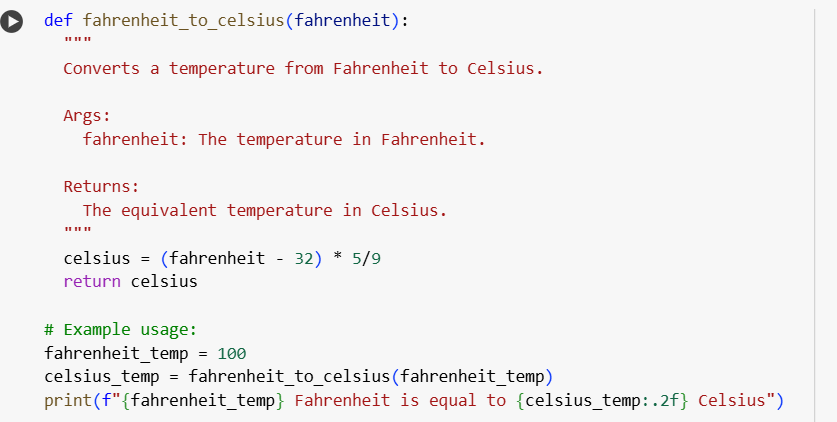 def fahrenheit_to_celsius(fahrenheit):
  """
  Converts a temperature from Fahrenheit to Celsius.

  Args:
    fahrenheit: The temperature in Fahrenheit.

  Returns:
    The equivalent temperature in Celsius.
  """
  celsius = (fahrenheit - 32) * 5/9
  return celsius

# Example usage:
fahrenheit_temp = 100
celsius_temp = fahrenheit_to_celsius(fahrenheit_temp)
print(f"{fahrenheit_temp} Fahrenheit is equal to {celsius_temp:.2f} Celsius")